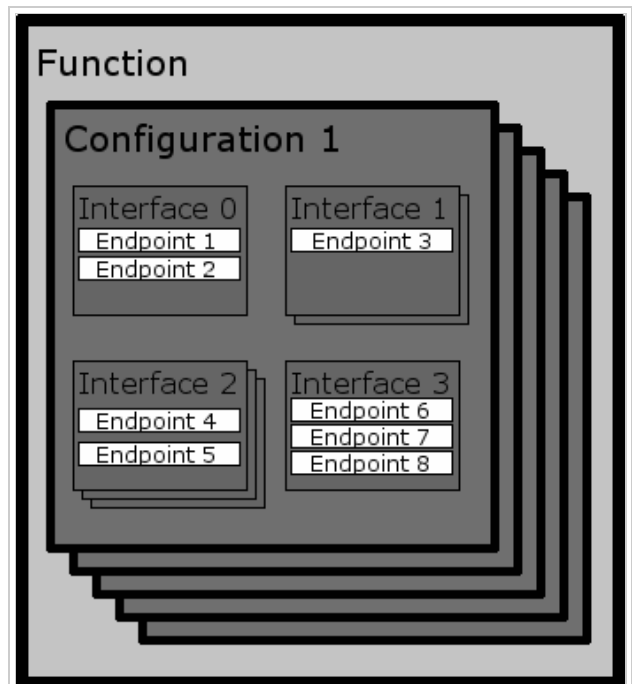 Function
Configuration 1
Interface 0
Endpoint 1
Endpoint 2
Interface 1
Endpoint 3
Interface 2
Endpoint 4
Endpoint 5
Interface 3
Endpoint 6
Endpoint 7
Endpoint 8